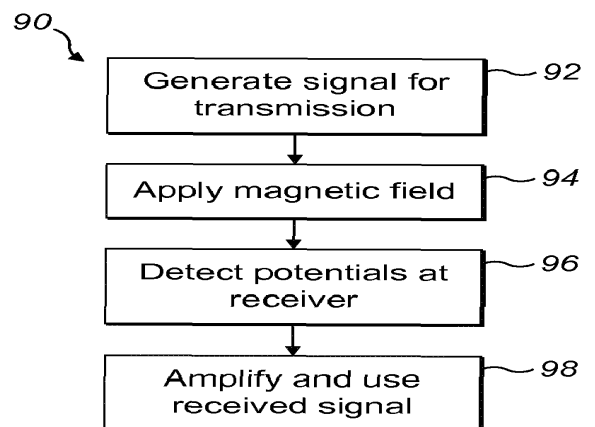 90
Generate signal for
transmission
92
Apply magnetic field
94
Detect potentials at
receiver
96
Amplify and use
received signal
98